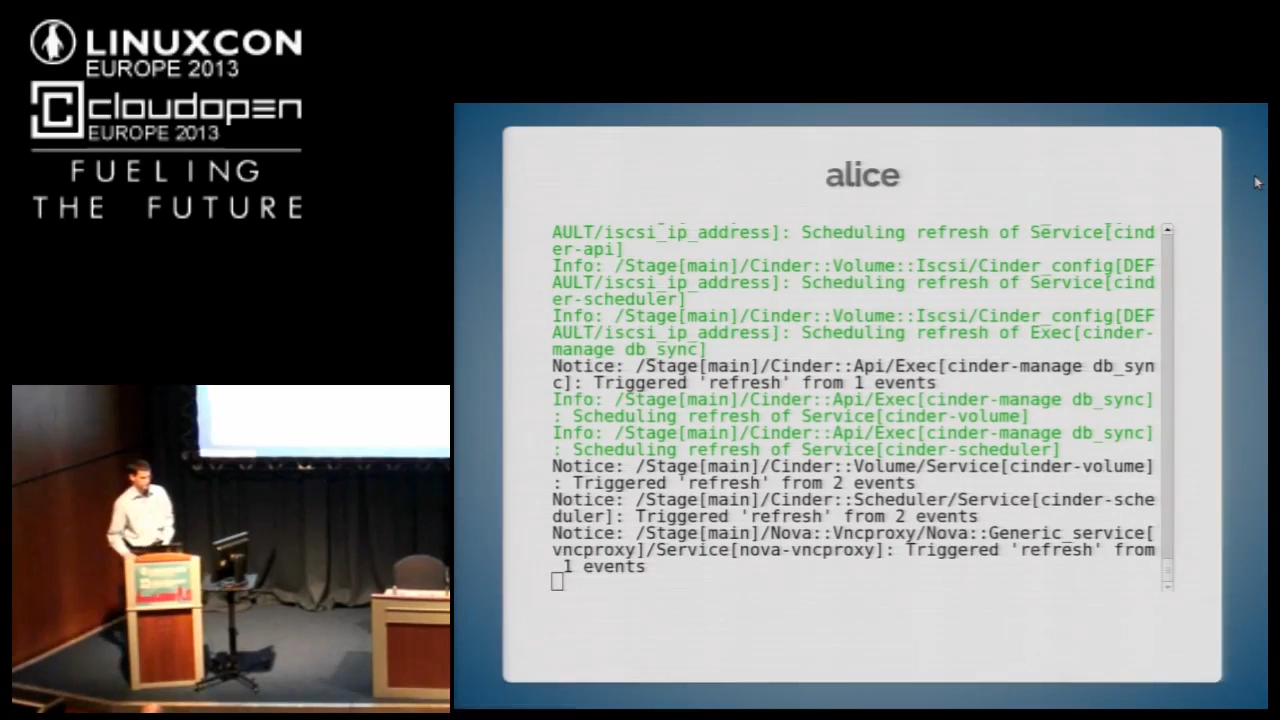 LINUXCON
EUROPE 2013
cloudopen
EUROPE 2013
FUELING
THE FUTURE
alice
AULT/iscsi_ip_address]: Scheduling refresh of Service[cind
er-api]
Info: /Stage[main]/Cinder::Volume::Iscsi/Cinder_config[DEF
AULT/iscsi_ip_address]: Scheduling refresh of Service[cind
er-scheduler]
Info: /Stage[main]/Cinder::Volume::Iscsi/Cinder_config[DEF
AULT/iscsi_ip_address]: Scheduling refresh of Exec[cinder-
manage db_sync]
Notice: /Stage[main]/Cinder::Api/Exec[cinder-manage db_syn
c]: Triggered 'refresh' from 1 events
Info: /Stage[main]/Cinder::Api/Exec[cinder-manage db_sync]
: Scheduling refresh of Service[cinder-volume]
Info: /Stage[main]/Cinder::Api/Exec[cinder-manage db_sync]
: Scheduling refresh of Service[cinder-scheduler]
Notice: /Stage[main]/Cinder::Volume/Service[cinder-volume]
: Triggered 'refresh' from 2 events
Notice: /Stage[main]/Cinder::Scheduler/Service[cinder-sche
duler]: Triggered 'refresh' from 2 events
Notice: /Stage[main]/Nova::Vncproxy/Nova::Generic_service[
vncproxy]/Service[nova-vncproxy]: Triggered 'refresh' from
 1 events